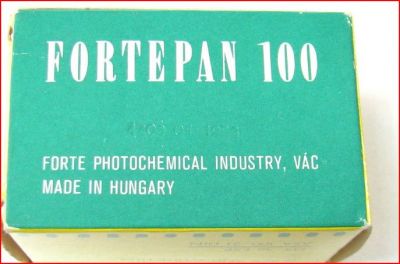 FORTEPAN 100
FORTE PHOTOCHEMICAL INDUSTRY, VÁC
MADE IN HUNGARY